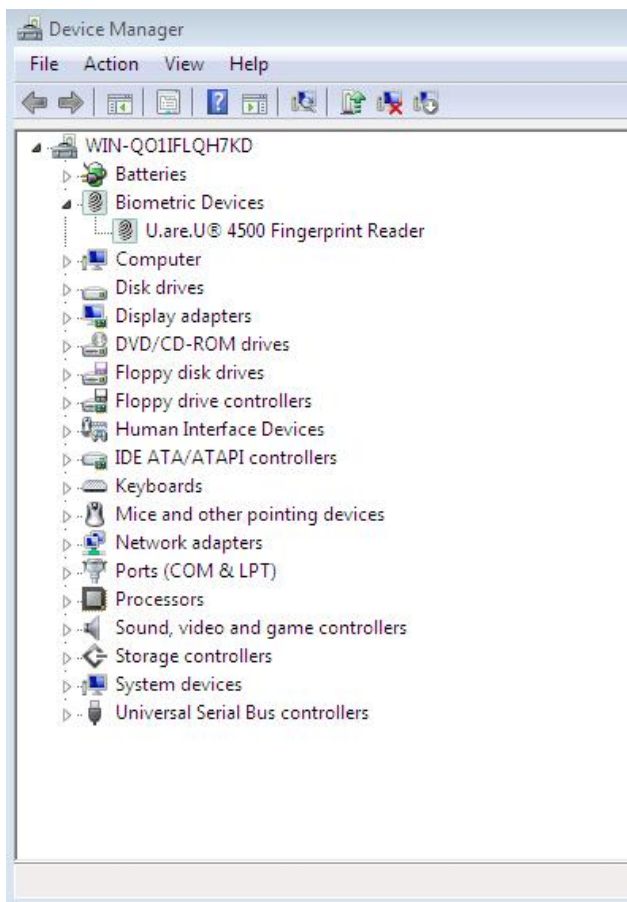 Device Manager
File Action View Help
WIN-QO1IFLQH7KD
Batteries
Biometric Devices
U.are.U® 4500 Fingerprint Reader
Computer
Disk drives
Display adapters
DVD/CD-ROM drives
Floppy disk drives
Floppy drive controllers
Human Interface Devices
IDE ATA/ATAPI controllers
Keyboards
Mice and other pointing devices
Network adapters
Ports (COM & LPT)
Processors
Sound, video and game controllers
Storage controllers
System devices
Universal Serial Bus controllers